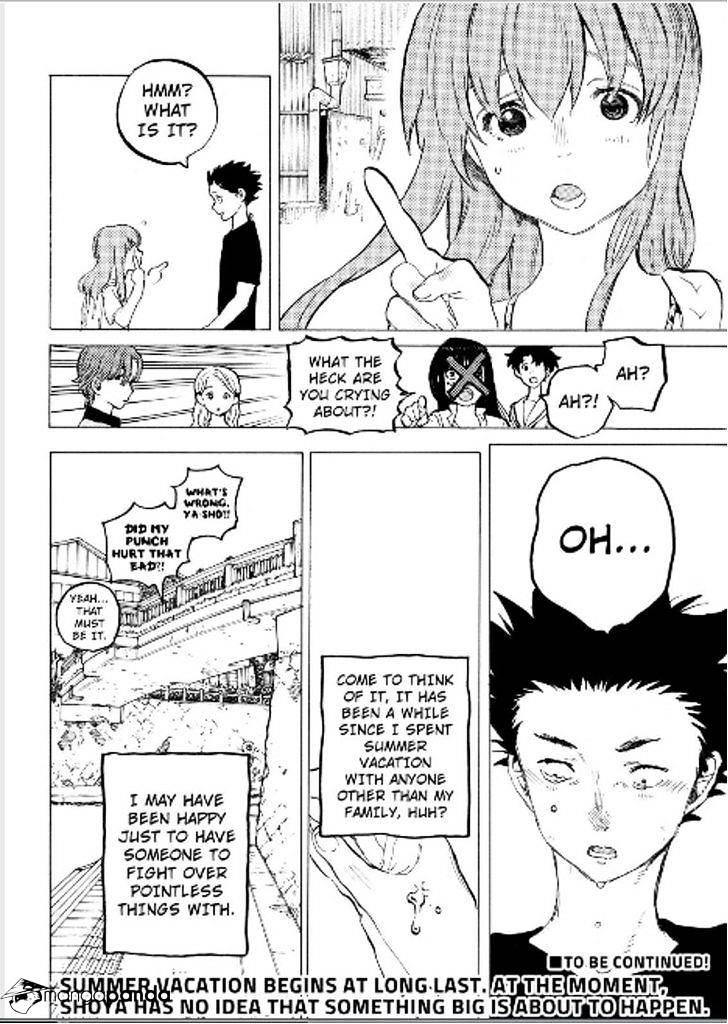 HMM?
WHAT
IS IT?
WHAT THE
HECK ARE
YOU CRYING
ABOUT?!
AH?!
AH?
OH...
COME TO THINK
OF IT, IT HAS
BEEN A WHILE
SINCE I SPENT
SUMMER
VACATION
WITH ANYONE
OTHER THAN MY
FAMILY, HUH?
WHAT'S
WRONG,
YA SHO!!
DID MY
PUNCH
HURT THAT
BAD?!
YEAH...
THAT
MUST
BE IT.
I MAY HAVE
BEEN HAPPY
JUST TO HAVE
SOMEONE TO
FIGHT OVER
POINTLESS
THINGS WITH.
■TO BE CONTINUED!
SUMMER VACATION BEGINS AT LONG LAST. AT THE MOMENT,
SHOYA HAS NO IDEA THAT SOMETHING BIG IS ABOUT TO HAPPEN.
mangapanda